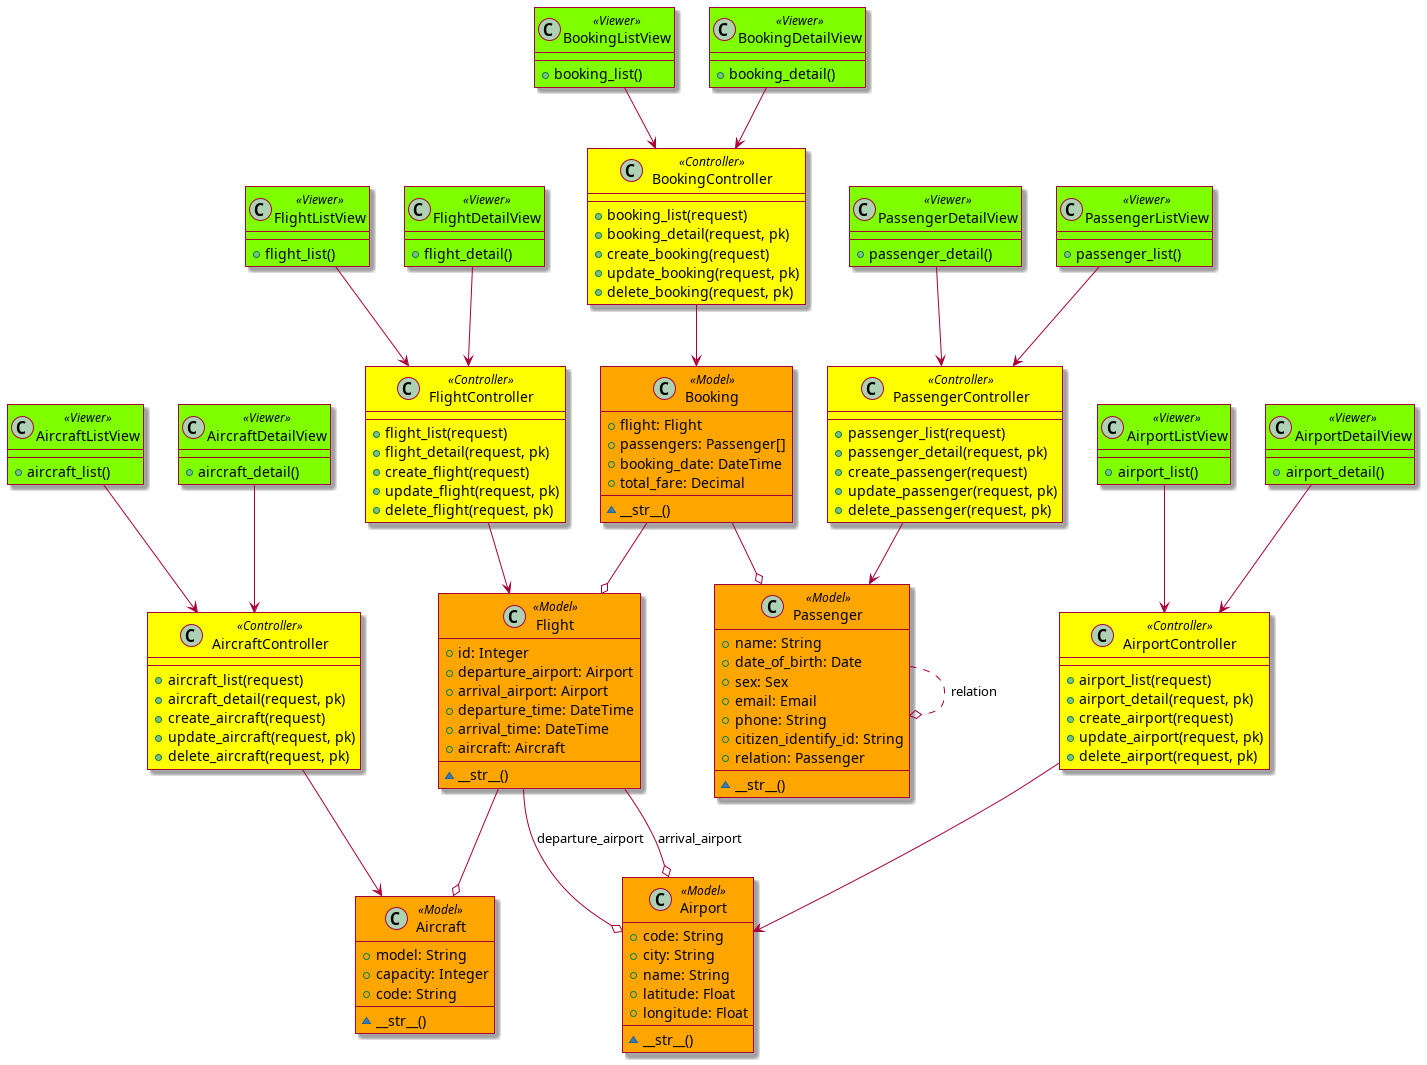 «Viewer»
C BookingListView
booking_list()
«Viewer»
C BookingDetailView
booking_detail()
«Controller»
C BookingController
booking_list(request)
booking_detail(request, pk)
create_booking(request)
update_booking(request, pk)
delete_booking(request, pk)
«Viewer»
C FlightListView
flight_list()
«Viewer»
C FlightDetailView
flight_detail()
«Viewer»
C PassengerDetailView
passenger_detail()
«Viewer»
C PassengerListView
passenger_list()
«Controller»
C FlightController
flight_list(request)
flight_detail(request, pk)
create_flight(request)
update_flight(request, pk)
delete_flight(request, pk)
«Model»
C Booking
flight: Flight
passengers: Passenger[]
booking_date: DateTime
total_fare: Decimal
__str__()
«Controller»
C PassengerController
passenger_list(request)
passenger_detail(request, pk)
create_passenger(request)
update_passenger(request, pk)
delete_passenger(request, pk)
«Viewer»
C AircraftListView
aircraft_list()
«Viewer»
C AircraftDetailView
aircraft_detail()
«Viewer»
C AirportListView
airport_list()
«Viewer»
C AirportDetailView
airport_detail()
«Controller»
C AircraftController
aircraft_list(request)
aircraft_detail(request, pk)
create_aircraft(request)
update_aircraft(request, pk)
delete_aircraft(request, pk)
«Model»
C Flight
id: Integer
departure_airport: Airport
arrival_airport: Airport
departure_time: DateTime
arrival_time: DateTime
aircraft: Aircraft
__str__()
«Model»
C Passenger
name: String
date_of_birth: Date
sex: Sex
email: Email
phone: String
citizen_identify_id: String
relation: Passenger
__str__()
relation
«Controller»
C AirportController
airport_list(request)
airport_detail(request, pk)
create_airport(request)
update_airport(request, pk)
delete_airport(request, pk)
departure_airport
arrival_airport
«Model»
C Aircraft
model: String
capacity: Integer
code: String
__str__()
«Model»
C Airport
code: String
city: String
name: String
latitude: Float
longitude: Float
__str__()